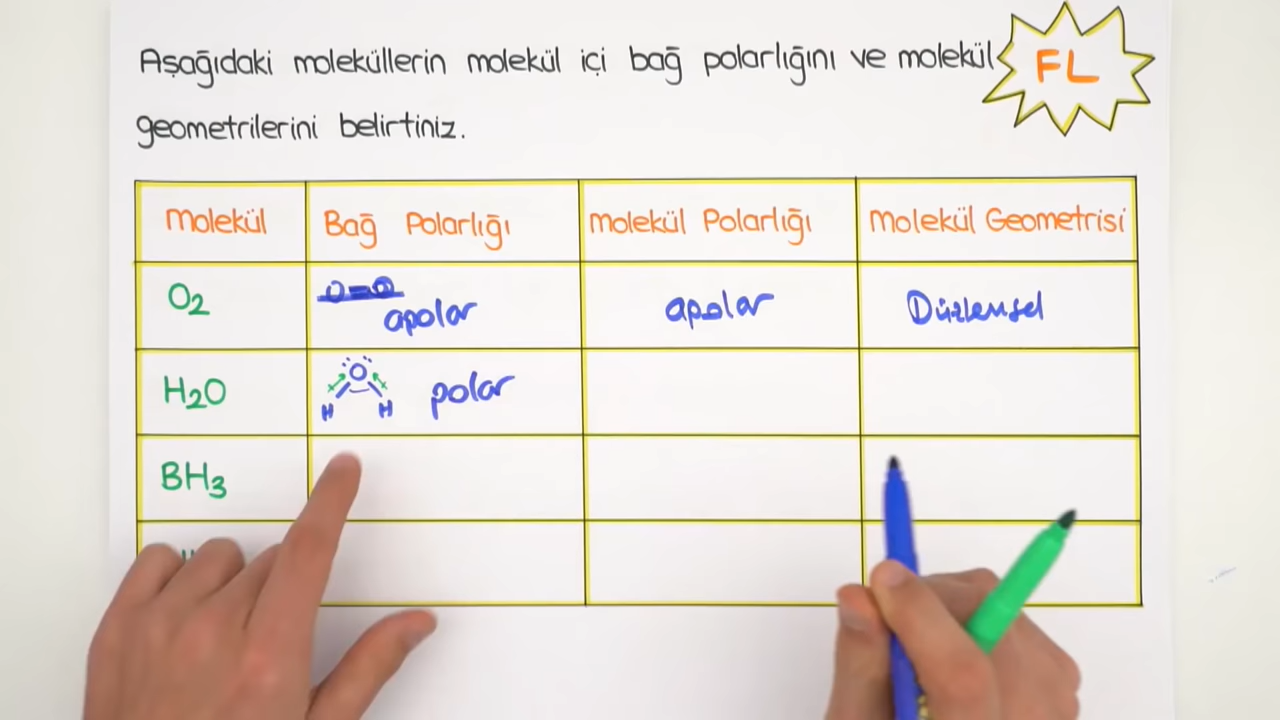 Aşağıdaki moleküllerin molekül içi bağ polarlığını ve molekül
geometrilerini belirtiniz.
FL
Molekül Bağ Polarlığı Molekül Polarlığı Molekül Geometrisi
O2 O=O apolar apolar Düzlemsel
H2O O H H polar
BH3